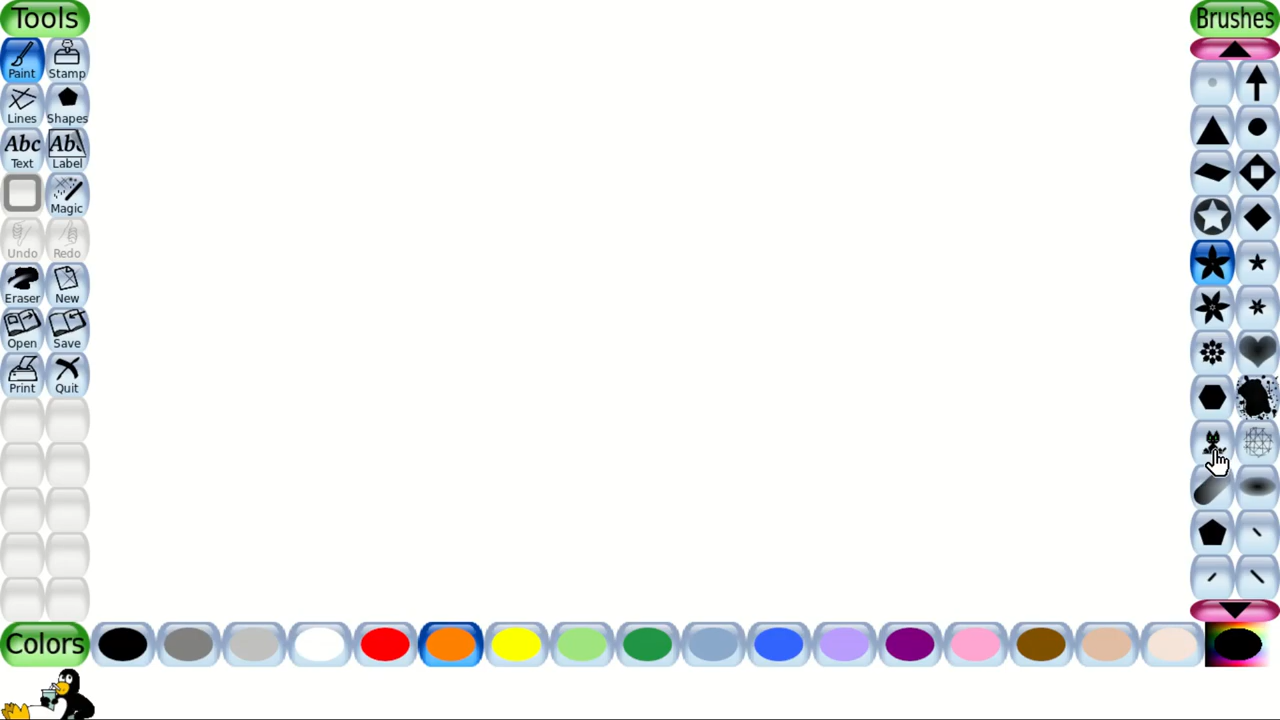 Tools
Brushes
Paint
Stamp
Lines
Shapes
Abc
Text
Abc
Label
Magic
Undo
Redo
Eraser
New
Open
Save
Print
Quit
Colors